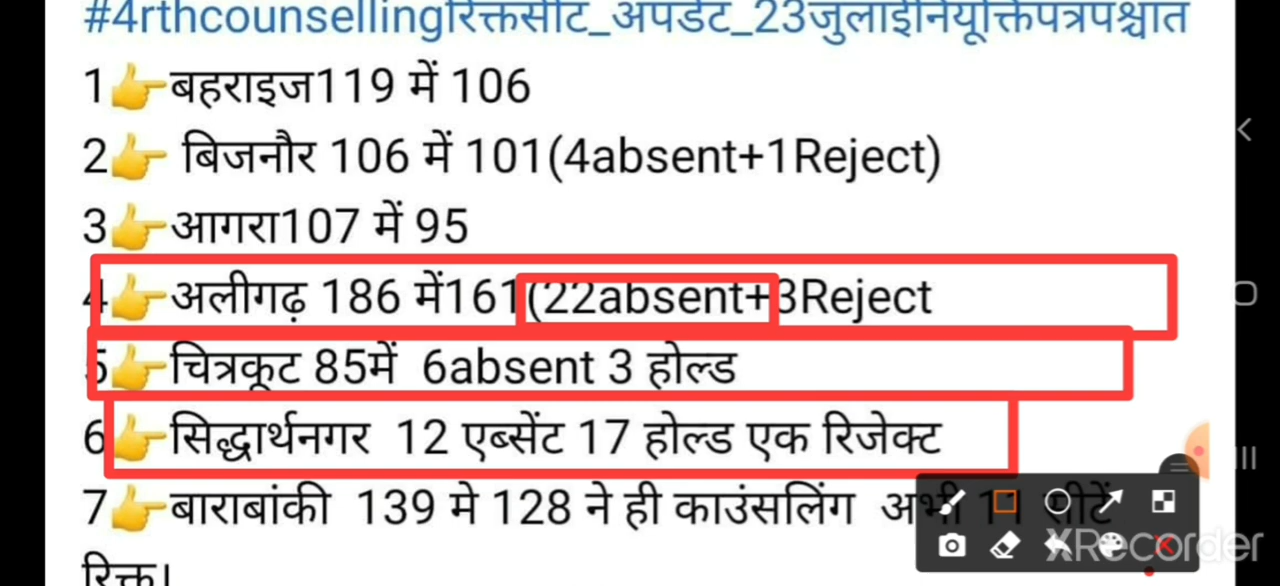 #4rthcounsellingरिक्तसीट_अपडेट_23जुलाईनियूक्तिपत्रपश्चात
1👉बहराइज119 में 106
2👉 बिजनौर 106 में 101(4absent+1Reject)
3👉आगरा107 में 95
4👉अलीगढ़ 186 में161(22absent+3Reject
5👉चित्रकूट 85में 6absent 3 होल्ड
6👉सिद्धार्थनगर 12 एब्सेंट 17 होल्ड एक रिजेक्ट
7👉बाराबांकी 139 मे 128 ने ही काउंसलिंग अभी 11 सीटें
रिक्त।
XRecorder